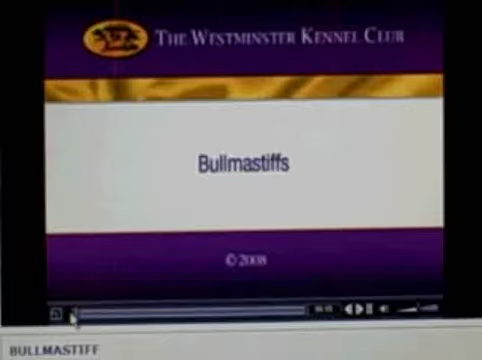 THE WESTMINSTER KENNEL CLUB
Bullmastiffs
© 2008
BULLMASTIFF